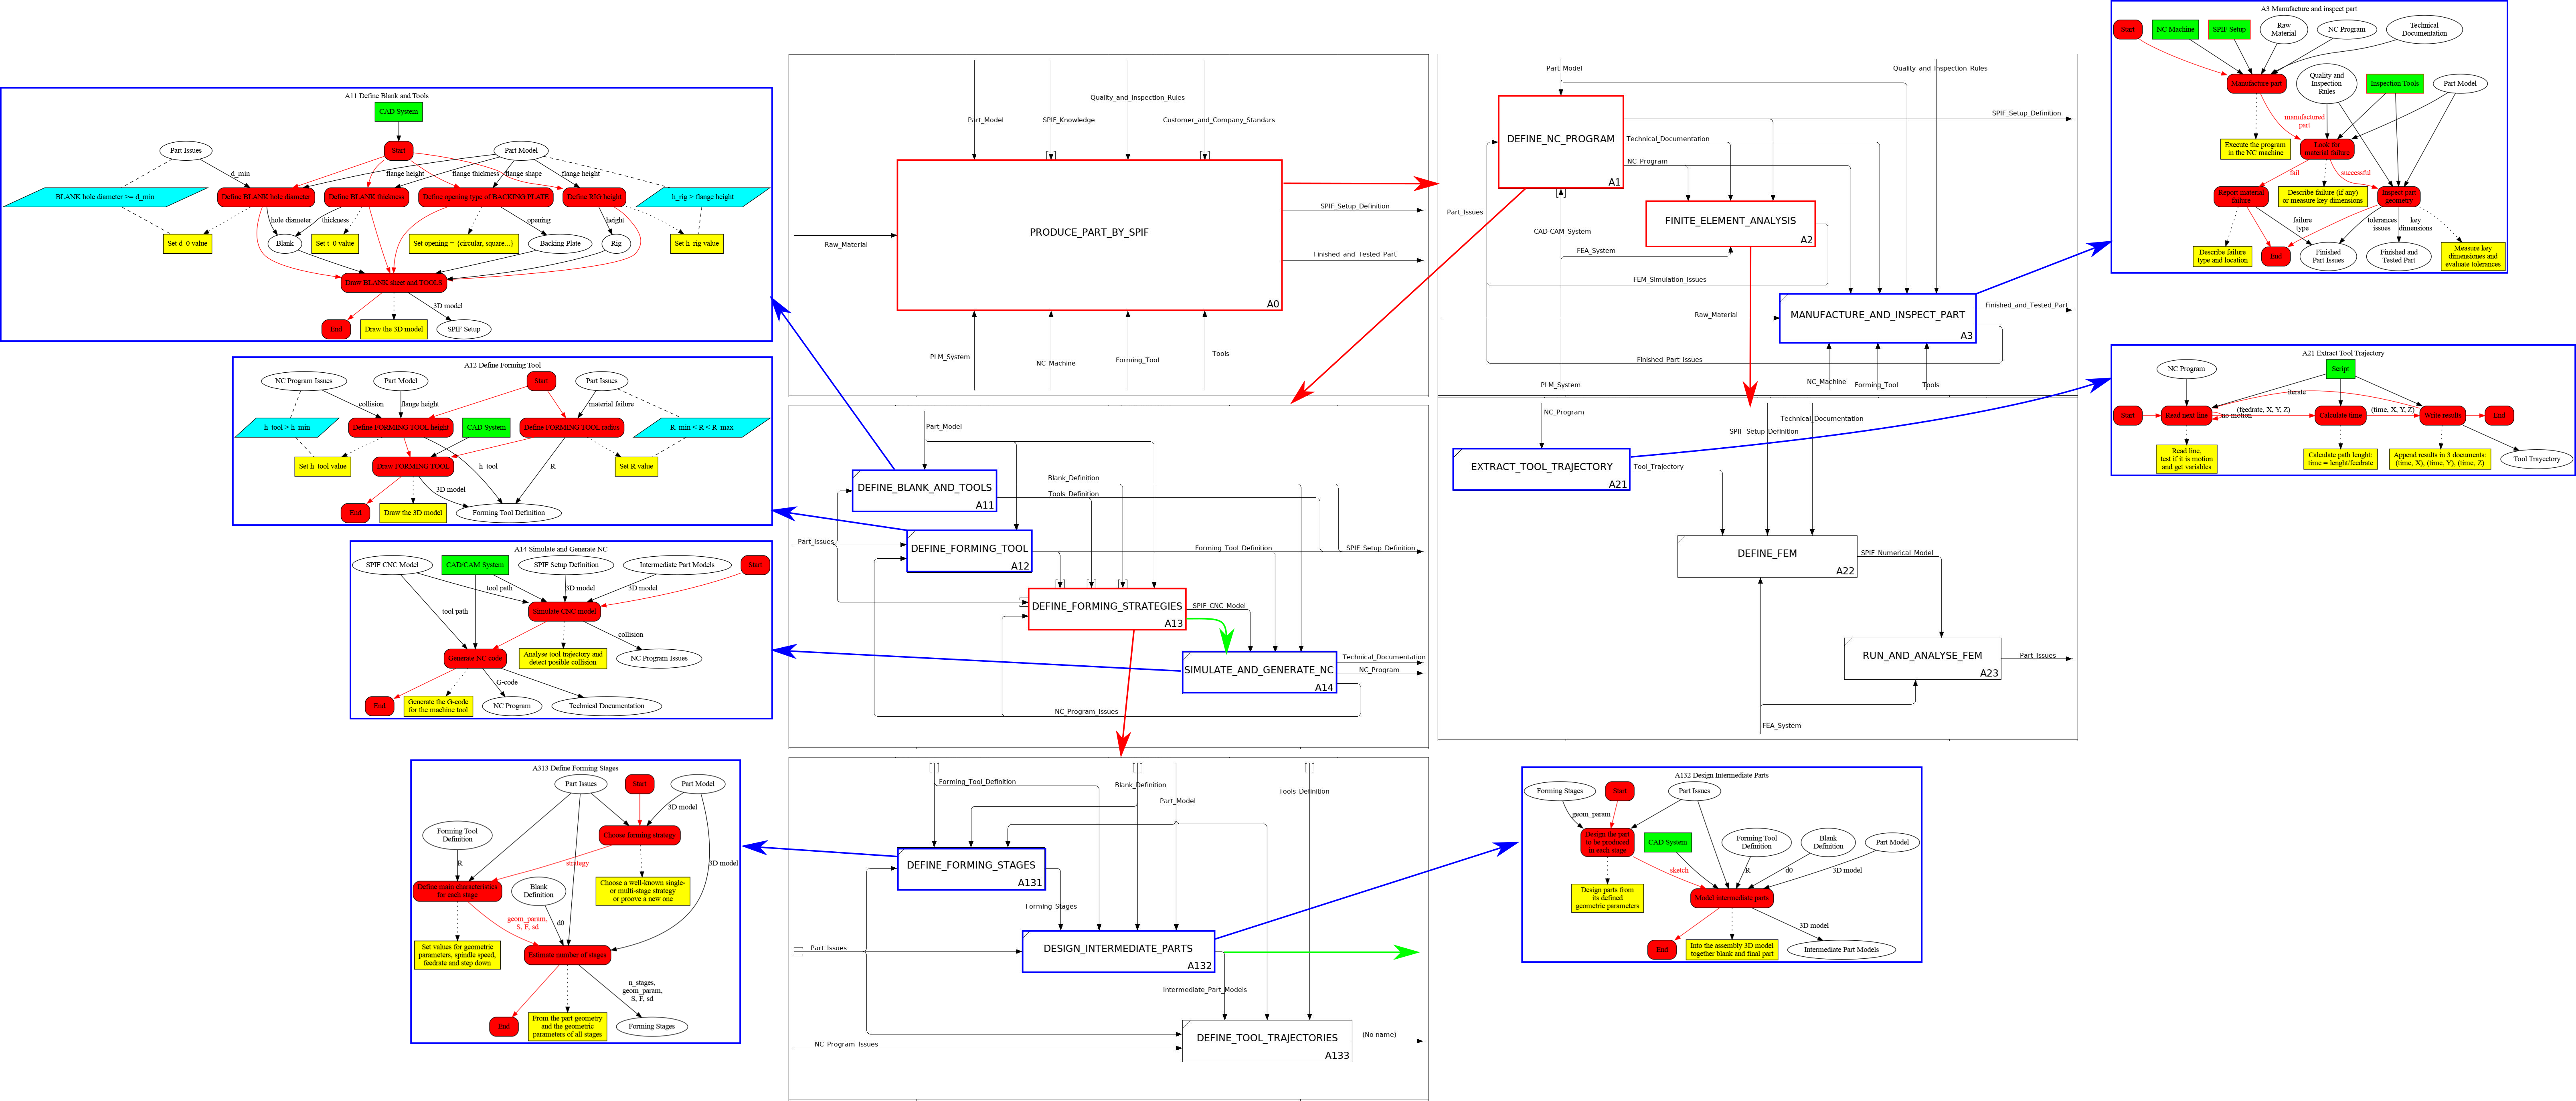 A11 Define Blank and Tools
CAD System
Part Issues
Start
Part Model
d_min
flange height
flange thickness
flange shape
flange height
BLANK hole diameter >= d_min
Define BLANK hole diameter
Define BLANK thickness
Define opening type of BACKING PLATE
Define RIG height
h_rig > flange height
hole diameter
thickness
opening
height
Set d_0 value
Blank
Set t_0 value
Set opening = {circular, square...}
Backing Plate
Rig
Set h_rig value
Draw BLANK sheet and TOOLS
3D model
End
Draw the 3D model
SPIF Setup
A12 Define Forming Tool
NC Program Issues
Part Model
Start
Part Issues
collision
flange height
material failure
h_tool > h_min
Define FORMING TOOL height
CAD System
Define FORMING TOOL radius
R_min < R < R_max
Set h_tool value
Draw FORMING TOOL
h_tool
R
Set R value
3D model
End
Draw the 3D model
Forming Tool Definition
A14 Simulate and Generate NC
SPIF CNC Model
CAD/CAM System
SPIF Setup Definition
Intermediate Part Models
Start
tool path
3D model
3D model
tool path
Simulate CNC model
collision
Generate NC code
Analyse tool trajectory and
detect posible collision
NC Program Issues
G-code
End
Generate the G-code
for the machine tool
NC Program
Technical Documentation
A313 Define Forming Stages
Part Issues
Start
Part Model
3D model
Forming Tool
Definition
Choose forming strategy
R
strategy
3D model
Define main characteristics
for each stage
Blank
Definition
Choose a well-known single-
or multi-stage strategy
or proove a new one
geom_param,
S, F, sd
d0
Set values for geometric
parameters, spindle speed,
feedrate and step down
Estimate number of stages
n_stages,
geom_param,
S, F, sd
End
From the part geometry
and the geometric
parameters of all stages
Forming Stages
Quality_and_Inspection_Rules
Part_Model
SPIF_Knowledge
Customer_and_Company_Standars
PRODUCE_PART_BY_SPIF
A0
Raw_Material
SPIF_Setup_Definition
Finished_and_Tested_Part
PLM_System
NC_Machine
Forming_Tool
Tools
Part_Model
Quality_and_Inspection_Rules
DEFINE_NC_PROGRAM
A1
SPIF_Setup_Definition
Technical_Documentation
NC_Program
Part_Issues
FINITE_ELEMENT_ANALYSIS
A2
CAD-CAM_System
FEA_System
FEM_Simulation_Issues
Raw_Material
MANUFACTURE_AND_INSPECT_PART
A3
Finished_and_Tested_Part
Finished_Part_Issues
PLM_System
NC_Machine
Forming_Tool
Tools
Part_Model
DEFINE_BLANK_AND_TOOLS
A11
Blank_Definition
Tools_Definition
Part_Issues
DEFINE_FORMING_TOOL
A12
Forming_Tool_Definition
SPIF_Setup_Definition
DEFINE_FORMING_STRATEGIES
A13
SPIF_CNC_Model
SIMULATE_AND_GENERATE_NC
A14
Technical_Documentation
NC_Program
NC_Program_Issues
NC_Program
Technical_Documentation
SPIF_Setup_Definition
EXTRACT_TOOL_TRAJECTORY
A21
Tool_Trajectory
DEFINE_FEM
A22
SPIF_Numerical_Model
RUN_AND_ANALYSE_FEM
A23
Part_Issues
FEA_System
Forming_Tool_Definition
Blank_Definition
Part_Model
Tools_Definition
DEFINE_FORMING_STAGES
A131
Forming_Stages
Part_Issues
DESIGN_INTERMEDIATE_PARTS
A132
Intermediate_Part_Models
NC_Program_Issues
DEFINE_TOOL_TRAJECTORIES
A133
(No name)
A3 Manufacture and inspect part
Start
NC Machine
SPIF Setup
Raw
Material
NC Program
Technical
Documentation
Manufacture part
Quality and
Inspection
Rules
Inspection Tools
Part Model
manufactured
part
Execute the program
in the NC machine
Look for
material failure
fail
successful
Report material
failure
Describe failure (if any)
or measure key dimensions
Inspect part
geometry
failure
type
tolerances
issues
key
dimensions
Describe failure
type and location
End
Finished
Part Issues
Finished and
Tested Part
Measure key
dimensiones and
evaluate tolerances
A21 Extract Tool Trajectory
NC Program
Script
iterate
Start
Read next line
no motion
(feedrate, X, Y, Z)
Calculate time
(time, X, Y, Z)
Write results
End
Read line,
test if it is motion
and get variables
Calculate path lenght:
time = lenght/feedrate
Append results in 3 documents:
(time, X), (time, Y), (time, Z)
Tool Trayectory
A132 Design Intermediate Parts
Forming Stages
Start
Part Issues
geom_param
Design the part
to be produced
in each stage
CAD System
Forming Tool
Definition
Blank
Definition
Part Model
sketch
R
d0
3D model
Design parts from
its defined
geometric parameters
Model intermediate parts
3D model
End
Into the assembly 3D model
together blank and final part
Intermediate Part Models